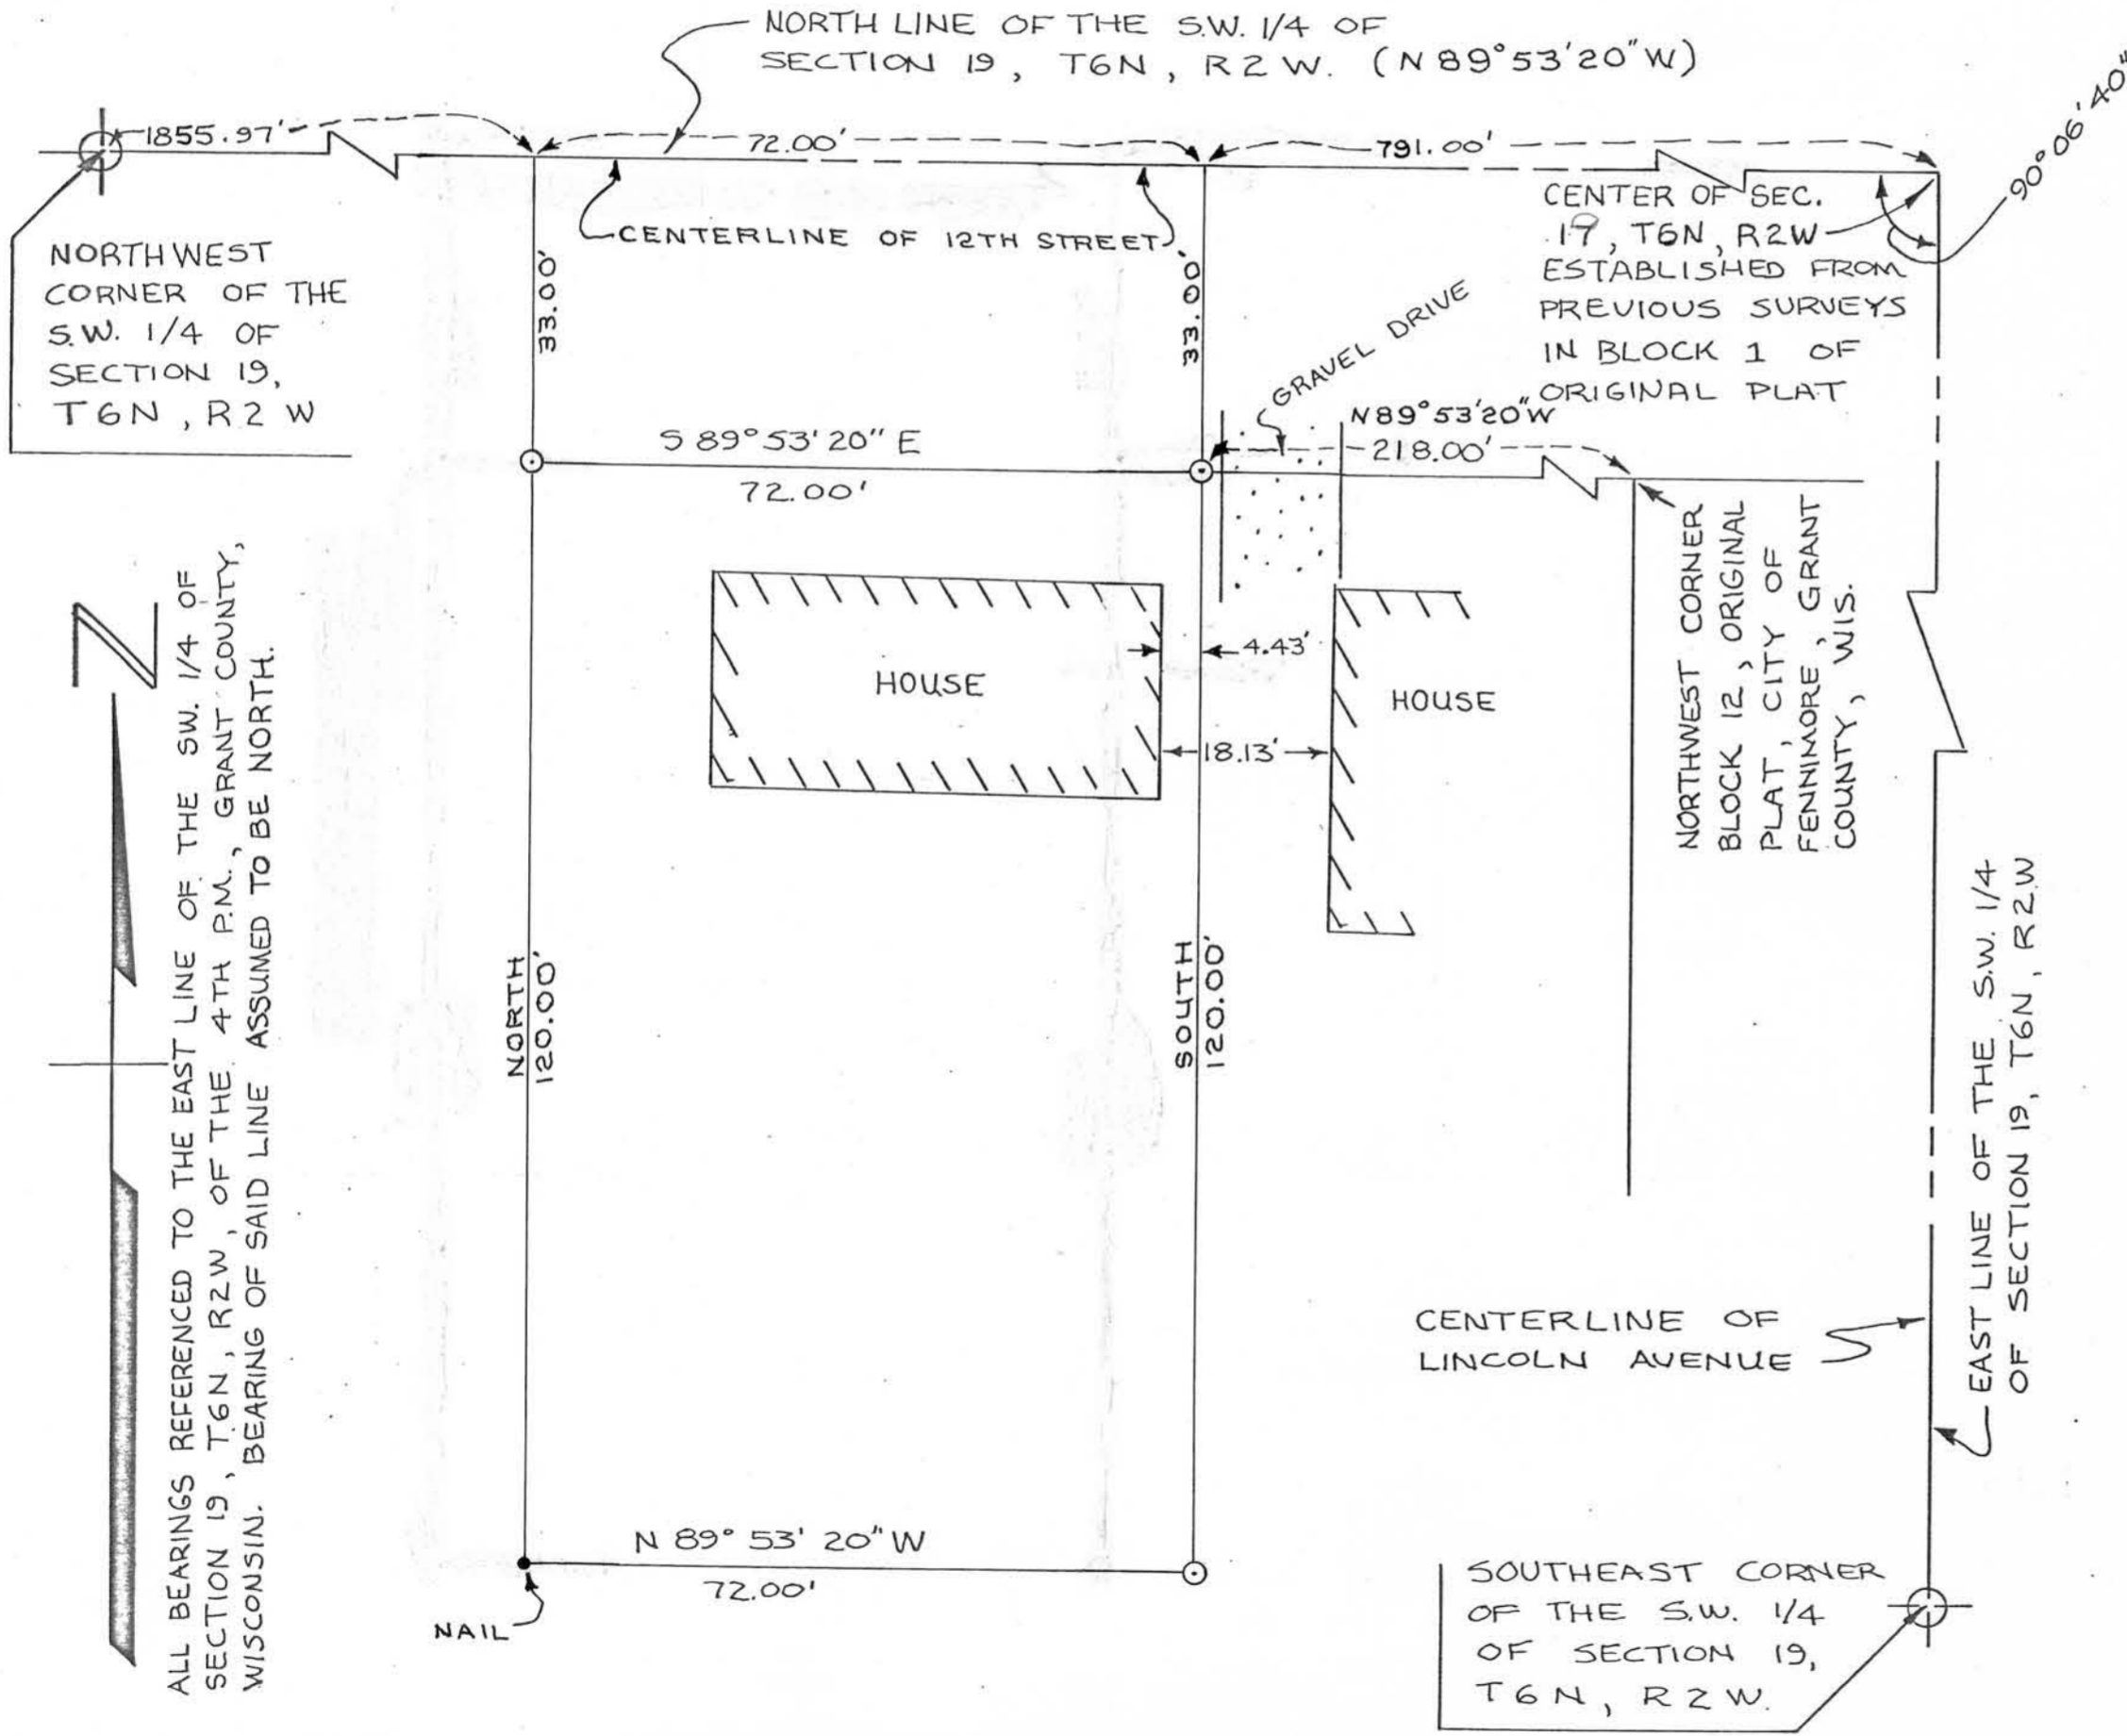 NORTH LINE OF THE S.W. 1/4 OF
SECTION 19, T6N, R2W. (N89°53'20"W)
1855.97'
72.00'
791.00'
90°06'40"
NORTHWEST
CORNER OF THE
S.W. 1/4 OF
SECTION 19,
T6N, R2W
CENTERLINE OF 12TH STREET
33.00'
33.00'
CENTER OF SEC.
19, T6N, R2W
ESTABLISHED FROM
PREVIOUS SURVEYS
IN BLOCK 1 OF
ORIGINAL PLAT
GRAVEL DRIVE
N89°53'20"W
218.00'
S 89°53'20" E
72.00'
HOUSE
4.43'
18.13'
HOUSE
NORTHWEST CORNER
BLOCK 12, ORIGINAL
PLAT, CITY OF
FENNIMORE, GRANT
COUNTY, WIS.
N
ALL BEARINGS REFERENCED TO THE EAST LINE OF THE SW. 1/4 OF
SECTION 19, T.6N, R2W, OF THE 4TH P.M., GRANT COUNTY,
WISCONSIN. BEARING OF SAID LINE ASSUMED TO BE NORTH.
NORTH
120.00'
SOUTH
120.00'
EAST LINE OF THE S.W. 1/4
OF SECTION 19, T6N, R2W
CENTERLINE OF
LINCOLN AVENUE
N 89° 53' 20" W
72.00'
NAIL
SOUTHEAST CORNER
OF THE S.W. 1/4
OF SECTION 19,
T6N, R2W.